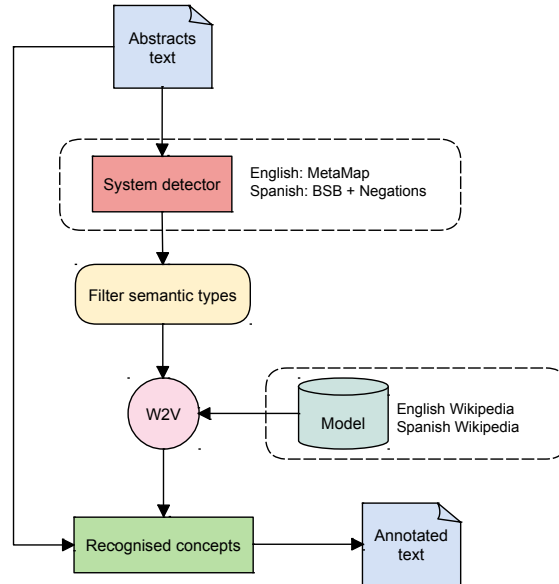 Abstracts
text
System detector
English: MetaMap
Spanish: BSB + Negations
Filter semantic types
W2V
Model
English Wikipedia
Spanish Wikipedia
Recognised concepts
Annotated
text